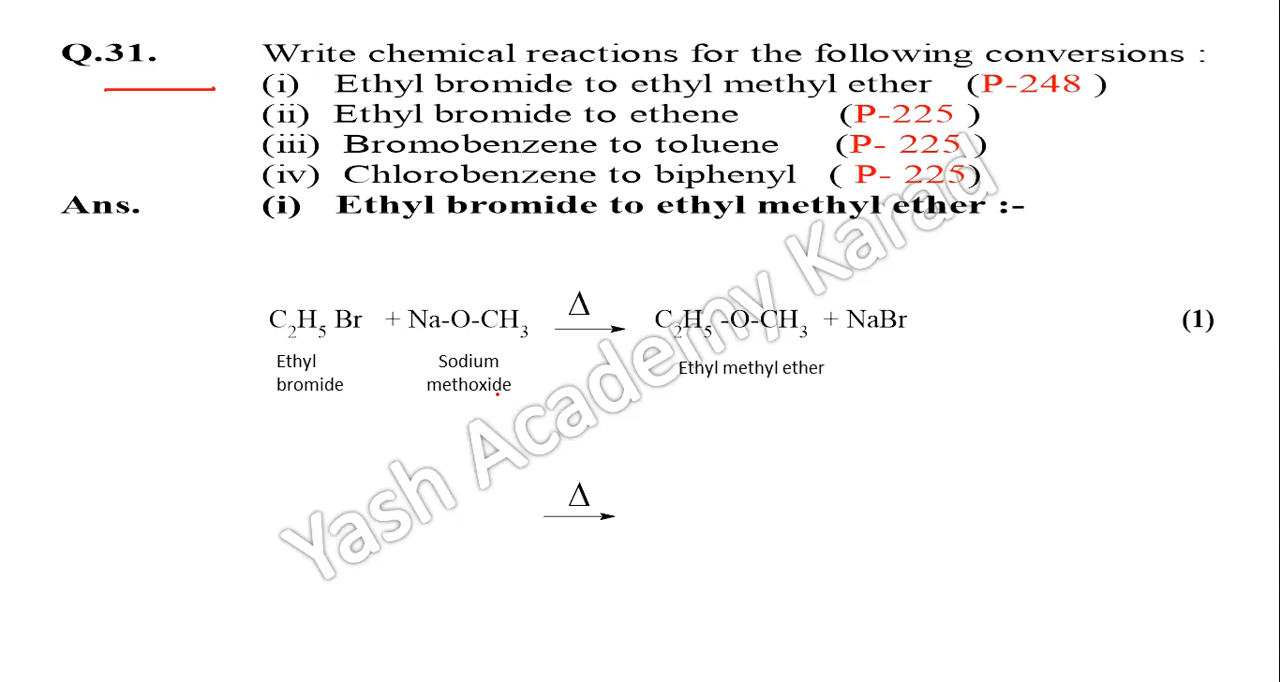 Q.31. Write chemical reactions for the following conversions :
(i) Ethyl bromide to ethyl methyl ether (P-248 )
(ii) Ethyl bromide to ethene (P-225 )
(iii) Bromobenzene to toluene (P- 225 )
(iv) Chlorobenzene to biphenyl ( P- 225)
Ans. (i) Ethyl bromide to ethyl methyl ether :-
Δ
C₂H₅ Br + Na-O-CH₃ C₂H₅ -O-CH₃ + NaBr (1)
Ethyl Sodium Ethyl methyl ether
bromide methoxide
Δ
Yash Academy Karad